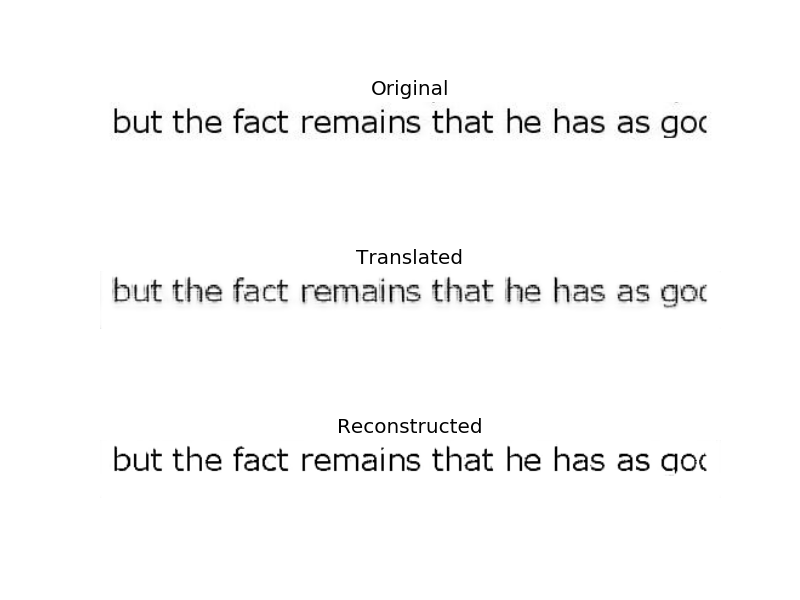 Original
but the fact remains that he has as goo
Translated
but the fact remains that he has as goo
Reconstructed
but the fact remains that he has as goo